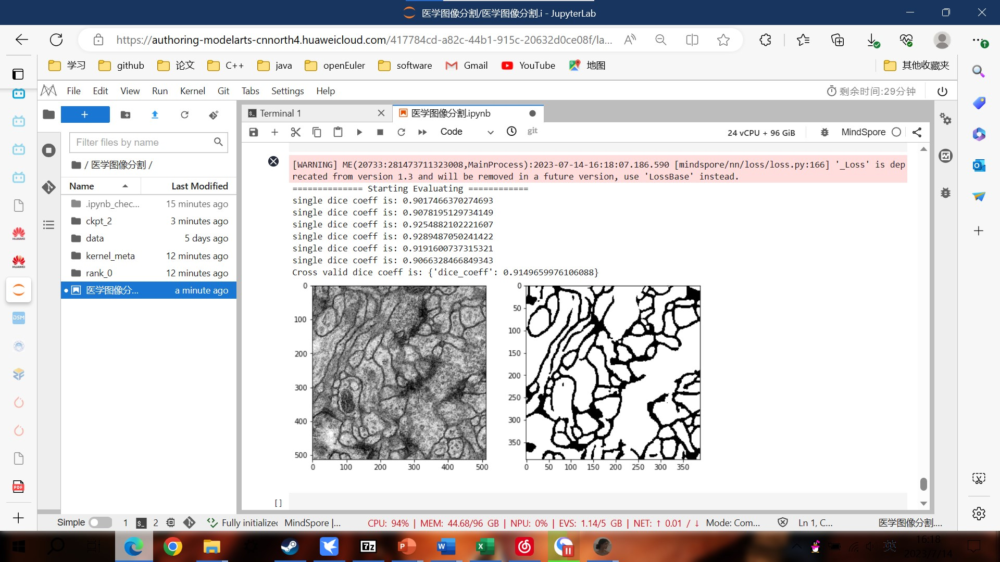 医学图像分割/医学图像分割.i - JupyterLab
https://authoring-modelarts-cnnorth4.huaweicloud.com/417784cd-a82c-44b1-915c-20632d0ce08f/la...
学习 github 论文 C++ java openEuler software Gmail YouTube 地图 其他收藏夹
File Edit View Run Kernel Git Tabs Settings Help 剩余时间:29分钟
Terminal 1 医学图像分割.ipynb
Code git 24 vCPU + 96 GiB MindSpore
Filter files by name
/ 医学图像分割 /
Name Last Modified
.ipynb_chec... 15 minutes ago
ckpt_2 3 minutes ago
data 5 days ago
kernel_meta 12 minutes ago
rank_0 12 minutes ago
医学图像分... a minute ago
[WARNING] ME(20733:281473711323008,MainProcess):2023-07-14-16:18:07.186.590 [mindspore/nn/loss/loss.py:166] '_Loss' is dep
recated from version 1.3 and will be removed in a future version, use 'LossBase' instead.
============== Starting Evaluating ============
single dice coeff is: 0.9017466370274693
single dice coeff is: 0.9078195129734149
single dice coeff is: 0.9254882102221607
single dice coeff is: 0.9289487050241422
single dice coeff is: 0.9191600737315321
single dice coeff is: 0.9066328466849343
Cross valid dice coeff is: {'dice_coeff': 0.9149659976106088}
0
100
200
300
400
500
0 100 200 300 400 500
0
50
100
150
200
250
300
350
0 50 100 150 200 250 300 350
[ ]
HUAWEI
HUAWEI
DSM
PDF
Simple 1 2 Fully initialized MindSpore |... CPU: 94% | MEM: 44.68/96 GB | NPU: 0% | EVS: 1.14/5 GB | NET: ↑ 0.01 / ↓ Mode: Com... Ln 1, C... 医学图像分割....
7z P W X 英 16:18
2023/7/14